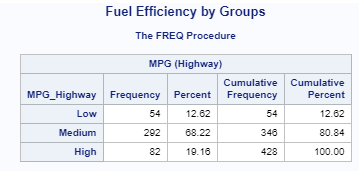 Fuel Efficiency by Groups
The FREQ Procedure
MPG (Highway)
MPG_Highway Frequency Percent Cumulative Frequency Cumulative Percent
Low 54 12.62 54 12.62
Medium 292 68.22 346 80.84
High 82 19.16 428 100.00